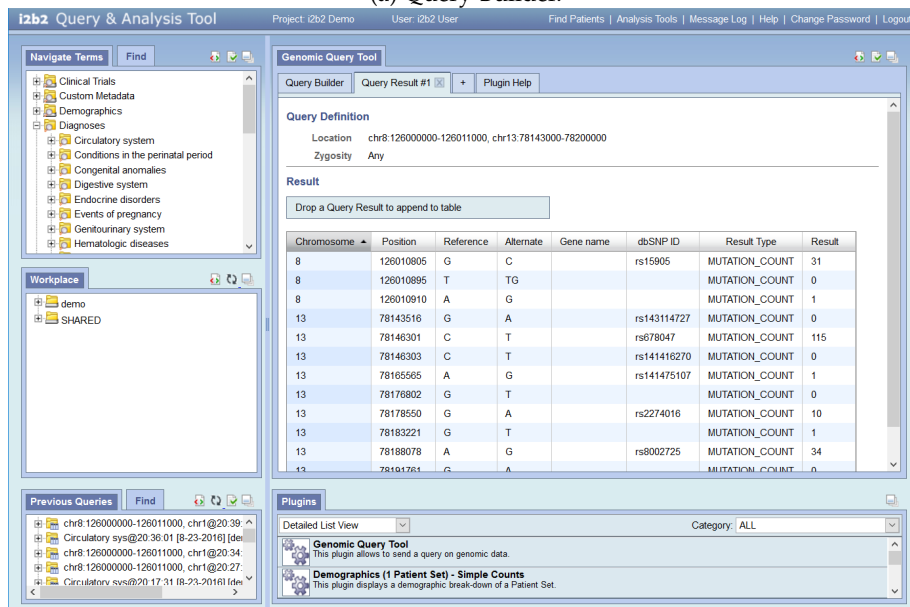 (a) Query Builder.
i2b2 Query & Analysis Tool Project: i2b2 Demo User: i2b2 User Find Patients | Analysis Tools | Message Log | Help | Change Password | Logout
Navigate Terms Find
Clinical Trials
Custom Metadata
Demographics
Diagnoses
Circulatory system
Conditions in the perinatal period
Congenital anomalies
Digestive system
Endocrine disorders
Events of pregnancy
Genitourinary system
Hematologic diseases
Workplace
demo
SHARED
Previous Queries Find
chr8:126000000-126011000, chr1@20:39:
Circulatory sys@20:36:01 [8-23-2016] [de
chr8:126000000-126011000, chr1@20:34:
chr8:126000000-126011000, chr1@20:27:
Circulatory sys@20:17:31 [8-23-2016] [de
Genomic Query Tool
Query Builder Query Result #1 + Plugin Help
Query Definition
Location chr8:126000000-126011000, chr13:78143000-78200000
Zygosity Any
Result
Drop a Query Result to append to table
Chromosome Position Reference Alternate Gene name dbSNP ID Result Type Result
8 126010805 G C rs15905 MUTATION_COUNT 31
8 126010895 T TG MUTATION_COUNT 0
8 126010910 A G MUTATION_COUNT 1
13 78143516 G A rs143114727 MUTATION_COUNT 0
13 78146301 C T rs678047 MUTATION_COUNT 115
13 78146303 C T rs141416270 MUTATION_COUNT 0
13 78165565 A G rs141475107 MUTATION_COUNT 1
13 78176802 G T MUTATION_COUNT 0
13 78178550 G A rs2274016 MUTATION_COUNT 10
13 78183221 G T MUTATION_COUNT 1
13 78188078 A G rs8002725 MUTATION_COUNT 34
13 78191761 G A MUTATION_COUNT 0
Plugins
Detailed List View Category: ALL
Genomic Query Tool
This plugin allows to send a query on genomic data.
Demographics (1 Patient Set) - Simple Counts
This plugin displays a demographic break-down of a Patient Set.